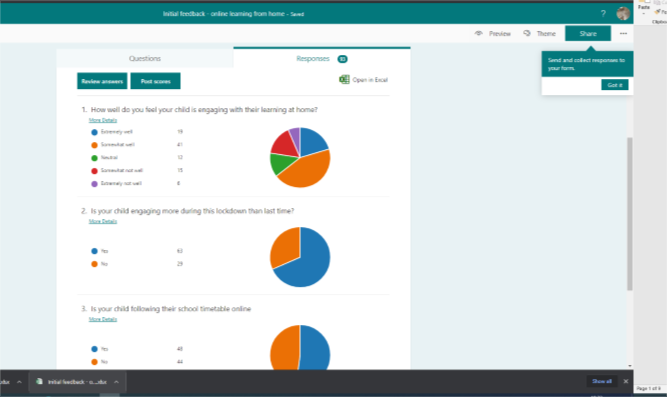 Initial feedback - online learning from home - Saved
?
Preview
Theme
Share
Questions
Responses
Send and collect responses to your form.
Got it
Review answers
Post scores
Open in Excel
1. How well do you feel your child is engaging with their learning at home?
More Details
Extremely well
Somewhat well 41
Neutral 12
Somewhat not well 15
Extremely not well 6
2. Is your child engaging more during this lockdown than last time?
More Details
Yes 63
No 29
3. Is your child following their school timetable online
More Details
Yes 48
No 44
Initial feedback - o....xlsx
Show all
Page 1 of 5
Paste